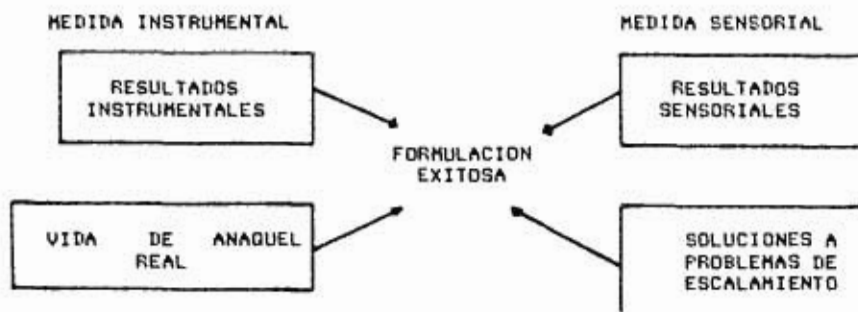 MEDIDA INSTRUMENTAL
MEDIDA SENSORIAL
RESULTADOS
INSTRUMENTALES
RESULTADOS
SENSORIALES
FORMULACION
EXITOSA
VIDA DE ANAQUEL
REAL
SOLUCIONES A
PROBLEMAS DE
ESCALAMIENTO